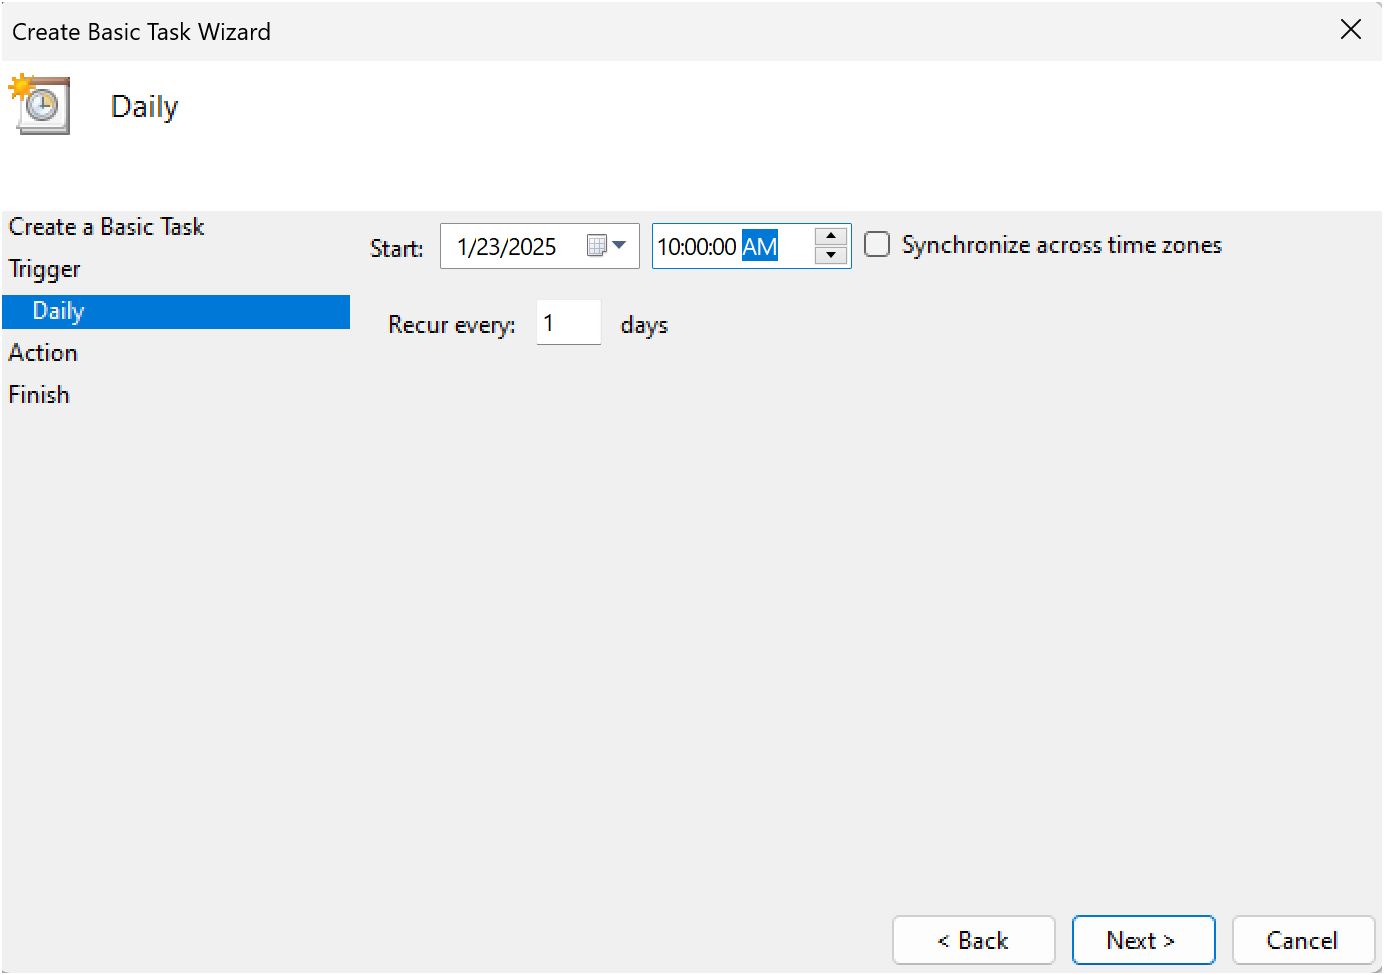 Create Basic Task Wizard
Daily
Create a Basic Task
Trigger
Daily
Action
Finish
Start: 1/23/2025 10:00:00 AM Synchronize across time zones
Recur every: 1 days
< Back Next > Cancel